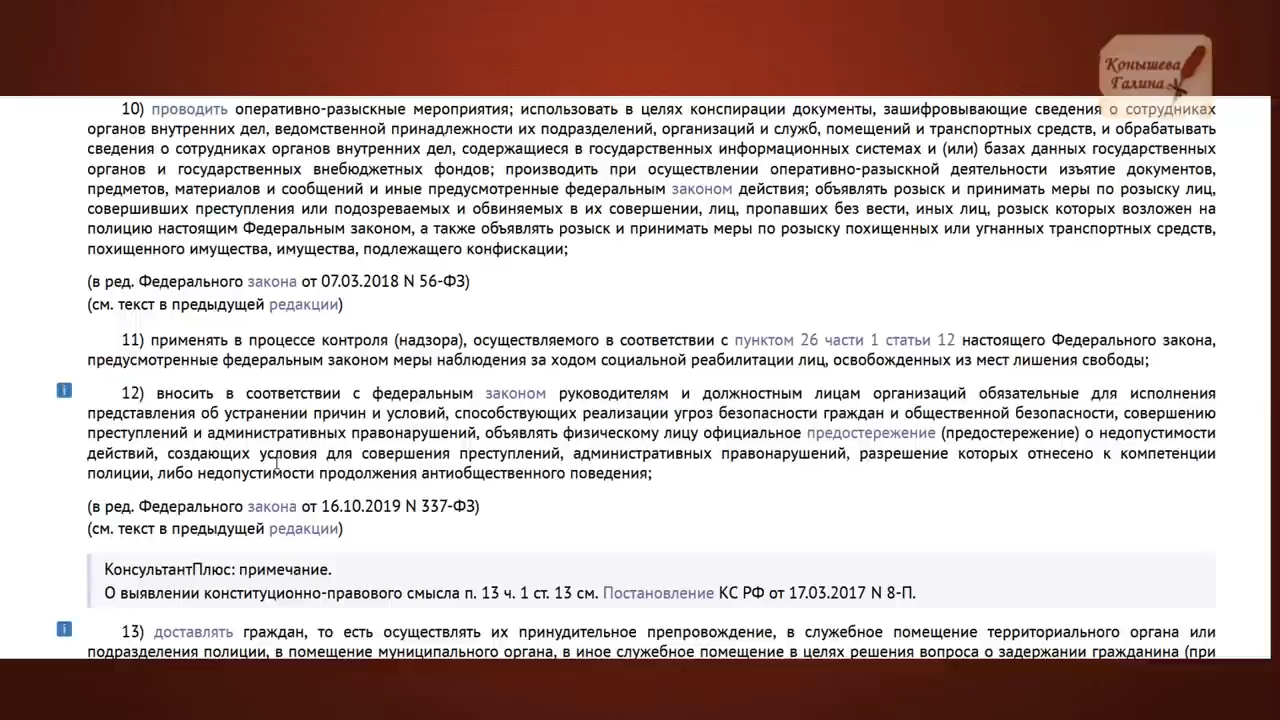 Конышева
Галина
10) проводить оперативно-разыскные мероприятия; использовать в целях конспирации документы, зашифровывающие сведения о сотрудниках
органов внутренних дел, ведомственной принадлежности их подразделений, организаций и служб, помещений и транспортных средств, и обрабатывать
сведения о сотрудниках органов внутренних дел, содержащиеся в государственных информационных системах и (или) базах данных государственных
органов и государственных внебюджетных фондов; производить при осуществлении оперативно-разыскной деятельности изъятие документов,
предметов, материалов и сообщений и иные предусмотренные федеральным законом действия; объявлять розыск и принимать меры по розыску лиц,
совершивших преступления или подозреваемых и обвиняемых в их совершении, лиц, пропавших без вести, иных лиц, розыск которых возложен на
полицию настоящим Федеральным законом, а также объявлять розыск и принимать меры по розыску похищенных или угнанных транспортных средств,
похищенного имущества, имущества, подлежащего конфискации;
(в ред. Федерального закона от 07.03.2018 N 56-ФЗ)
(см. текст в предыдущей редакции)
11) применять в процессе контроля (надзора), осуществляемого в соответствии с пунктом 26 части 1 статьи 12 настоящего Федерального закона,
предусмотренные федеральным законом меры наблюдения за ходом социальной реабилитации лиц, освобожденных из мест лишения свободы;
12) вносить в соответствии с федеральным законом руководителям и должностным лицам организаций обязательные для исполнения
представления об устранении причин и условий, способствующих реализации угроз безопасности граждан и общественной безопасности, совершению
преступлений и административных правонарушений, объявлять физическому лицу официальное предостережение (предостережение) о недопустимости
действий, создающих условия для совершения преступлений, административных правонарушений, разрешение которых отнесено к компетенции
полиции, либо недопустимости продолжения антиобщественного поведения;
(в ред. Федерального закона от 16.10.2019 N 337-ФЗ)
(см. текст в предыдущей редакции)
КонсультантПлюс: примечание.
О выявлении конституционно-правового смысла п. 13 ч. 1 ст. 13 см. Постановление КС РФ от 17.03.2017 N 8-П.
13) доставлять граждан, то есть осуществлять их принудительное препровождение, в служебное помещение территориального органа или
подразделения полиции, в помещение муниципального органа, в иное служебное помещение в целях решения вопроса о задержании гражданина (при